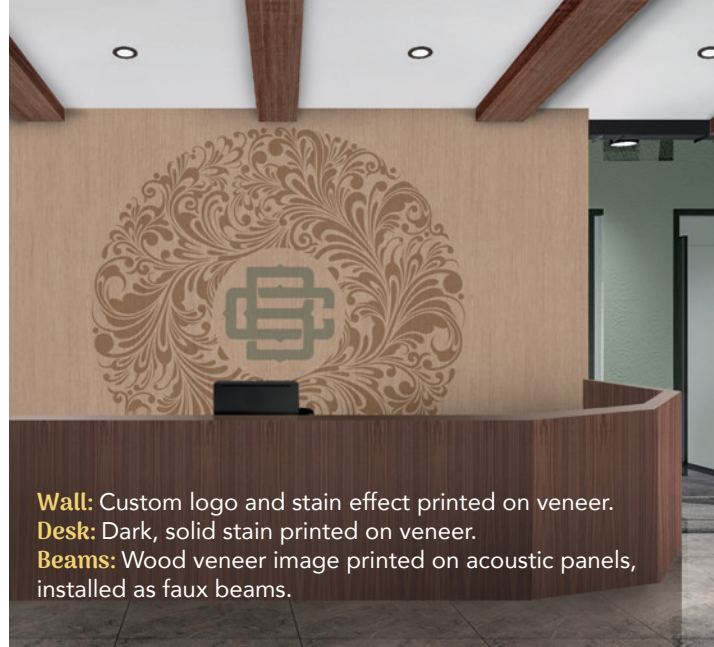 Wall: Custom logo and stain effect printed on veneer.
Desk: Dark, solid stain printed on veneer.
Beams: Wood veneer image printed on acoustic panels,
installed as faux beams.